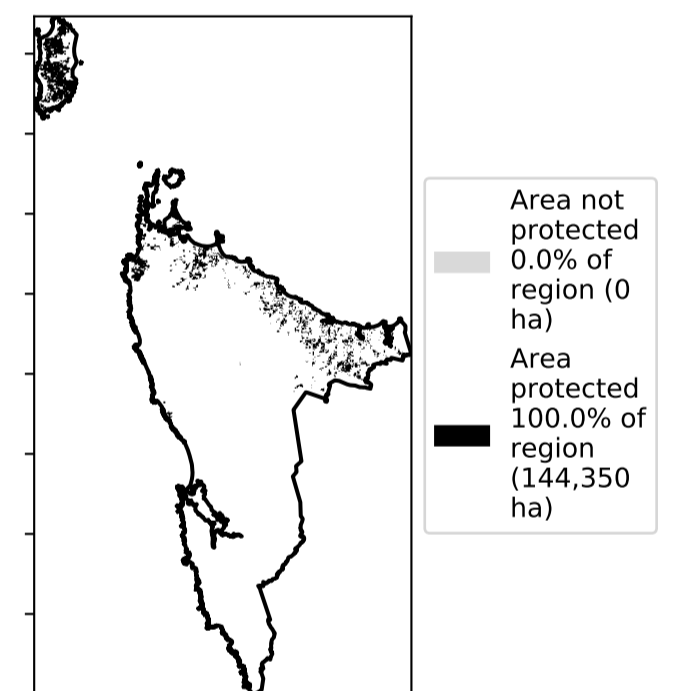 Area not
protected
0.0% of
region (0
ha)
Area
protected
100.0% of
region
(144,350
ha)